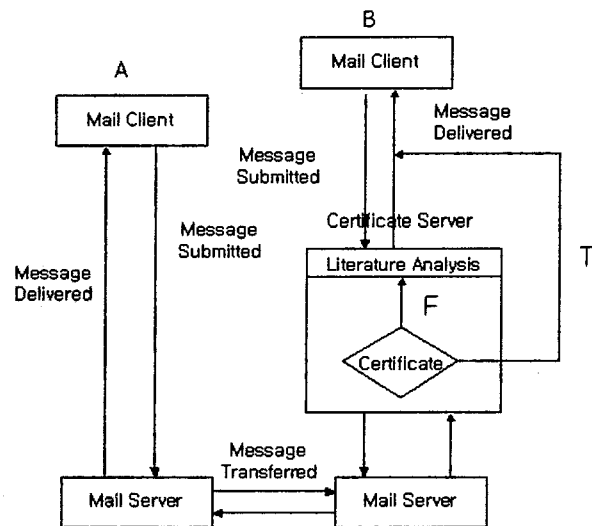 B
Mail Client
A
Mail Client
Message
Delivered
Message
Submitted
Certificate Server
Message
Submitted
Literature Analysis
T
Message
Delivered
F
Certificate
Message
Transferred
Mail Server
Mail Server